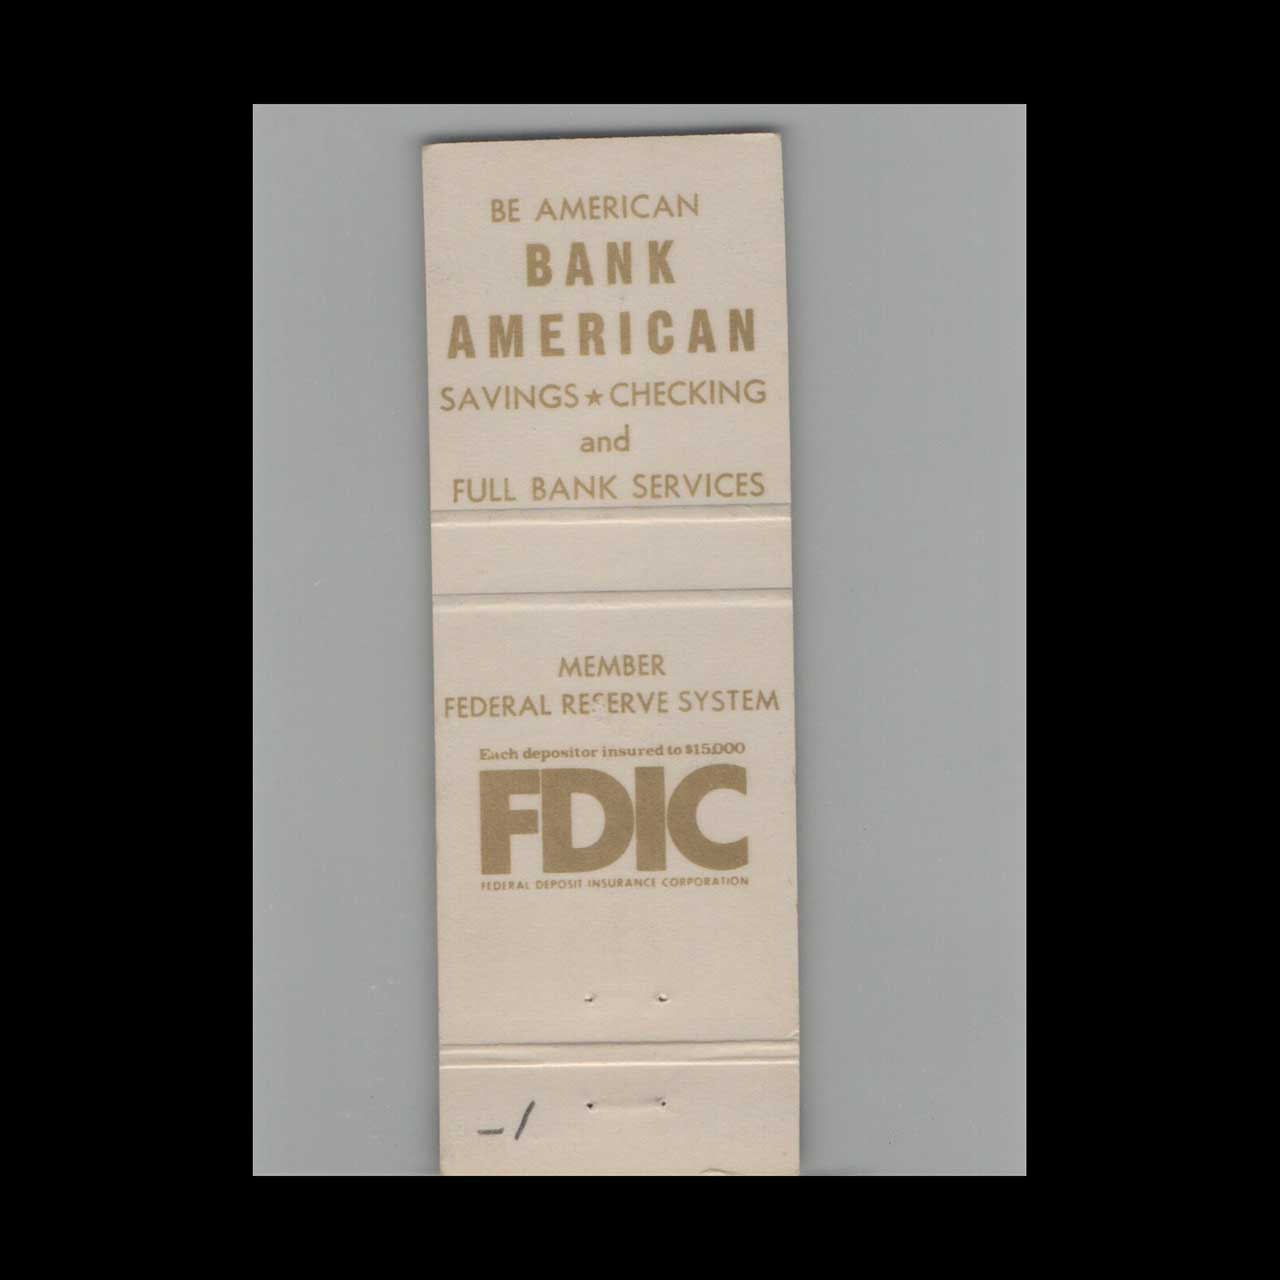 BE AMERICAN
BANK
AMERICAN
SAVINGS ★ CHECKING
and
FULL BANK SERVICES
MEMBER
FEDERAL RESERVE SYSTEM
Each depositor insured to $15,000
FDIC
FEDERAL DEPOSIT INSURANCE CORPORATION
-1